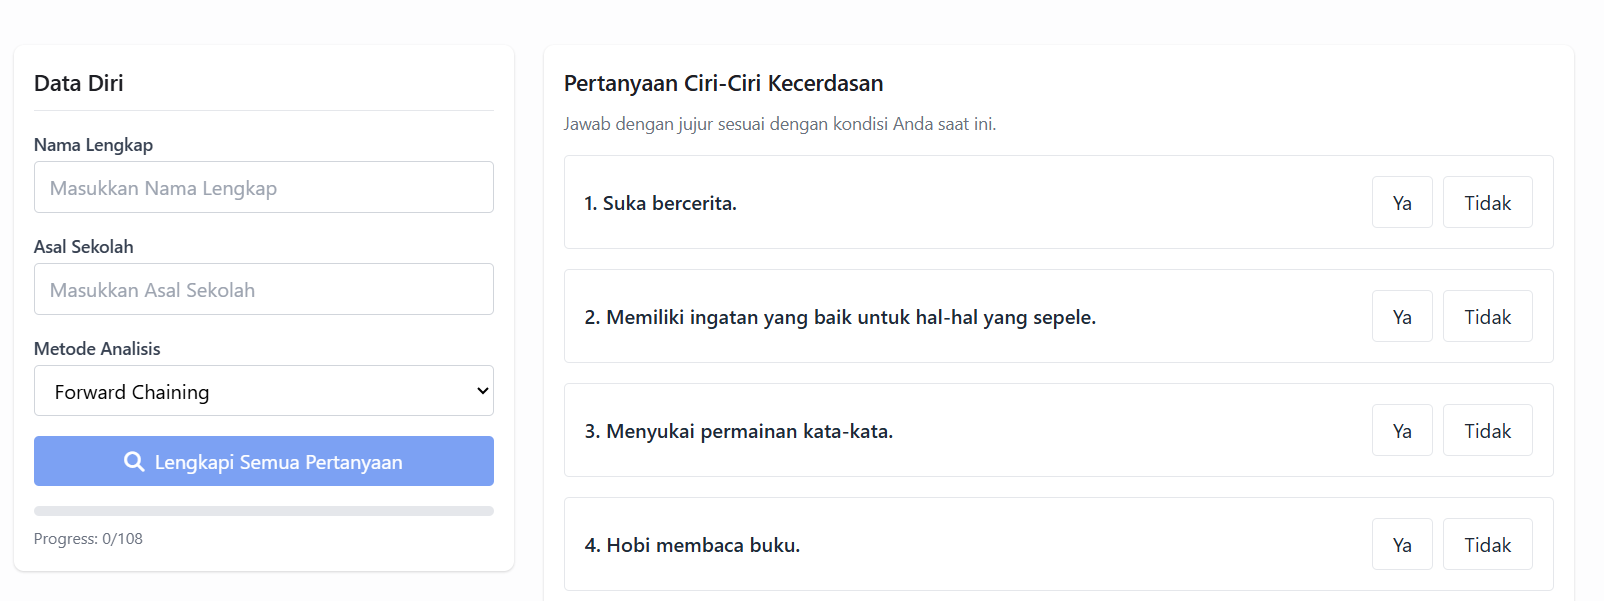 Data Diri
Nama Lengkap
Masukkan Nama Lengkap
Asal Sekolah
Masukkan Asal Sekolah
Metode Analisis
Forward Chaining
Lengkapi Semua Pertanyaan
Progress: 0/108
Pertanyaan Ciri-Ciri Kecerdasan
Jawab dengan jujur sesuai dengan kondisi Anda saat ini.
1. Suka bercerita. Ya Tidak
2. Memiliki ingatan yang baik untuk hal-hal yang sepele. Ya Tidak
3. Menyukai permainan kata-kata. Ya Tidak
4. Hobi membaca buku. Ya Tidak